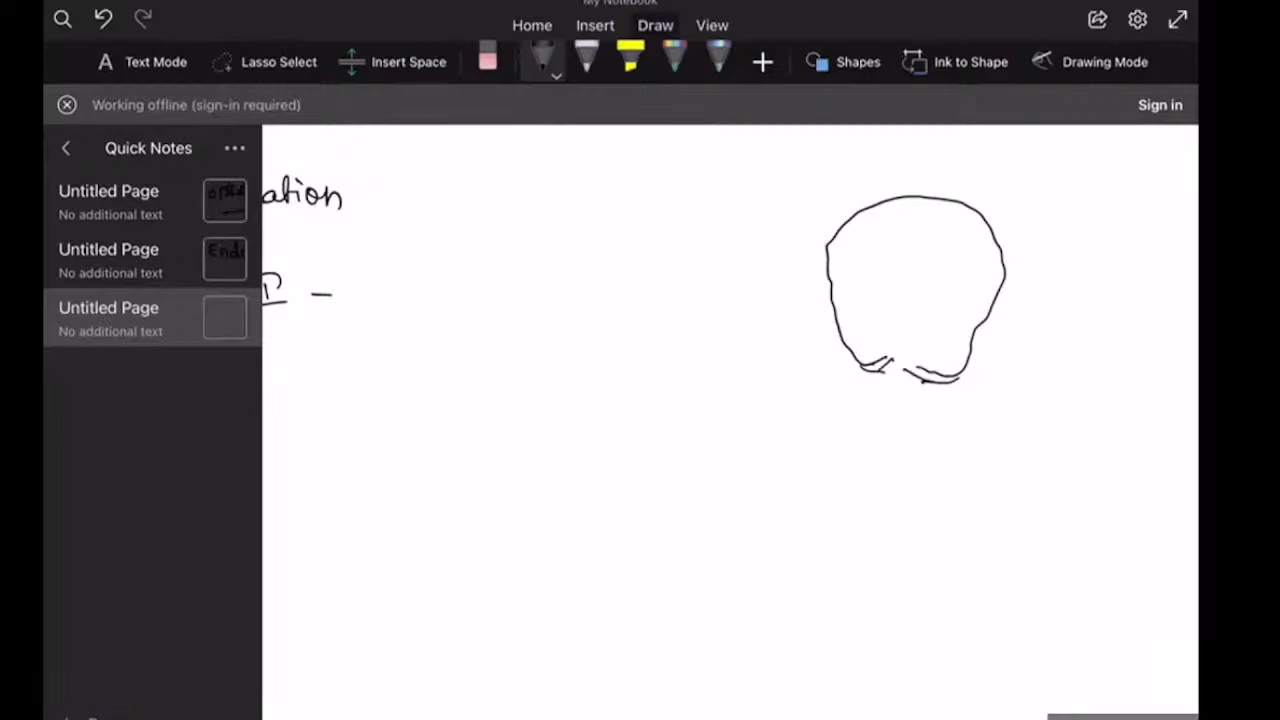 My Notebook
Home Insert Draw View
Text Mode Lasso Select Insert Space Shapes Ink to Shape Drawing Mode
Working offline (sign-in required) Sign in
Quick Notes
Untitled Page
No additional text
Untitled Page
No additional text
Untitled Page
No additional text
Endo
ation
P -